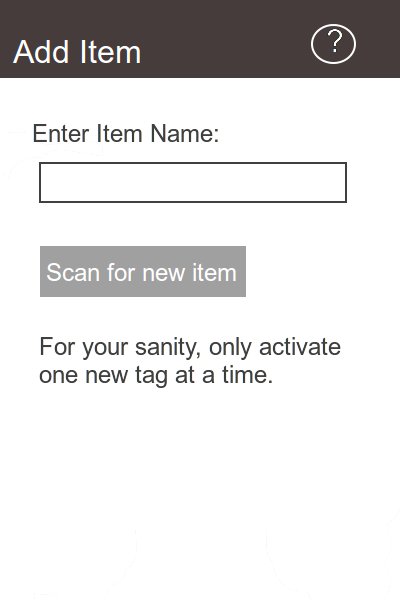 Add Item
?
Enter Item Name:
Scan for new item
For your sanity, only activate
one new tag at a time.